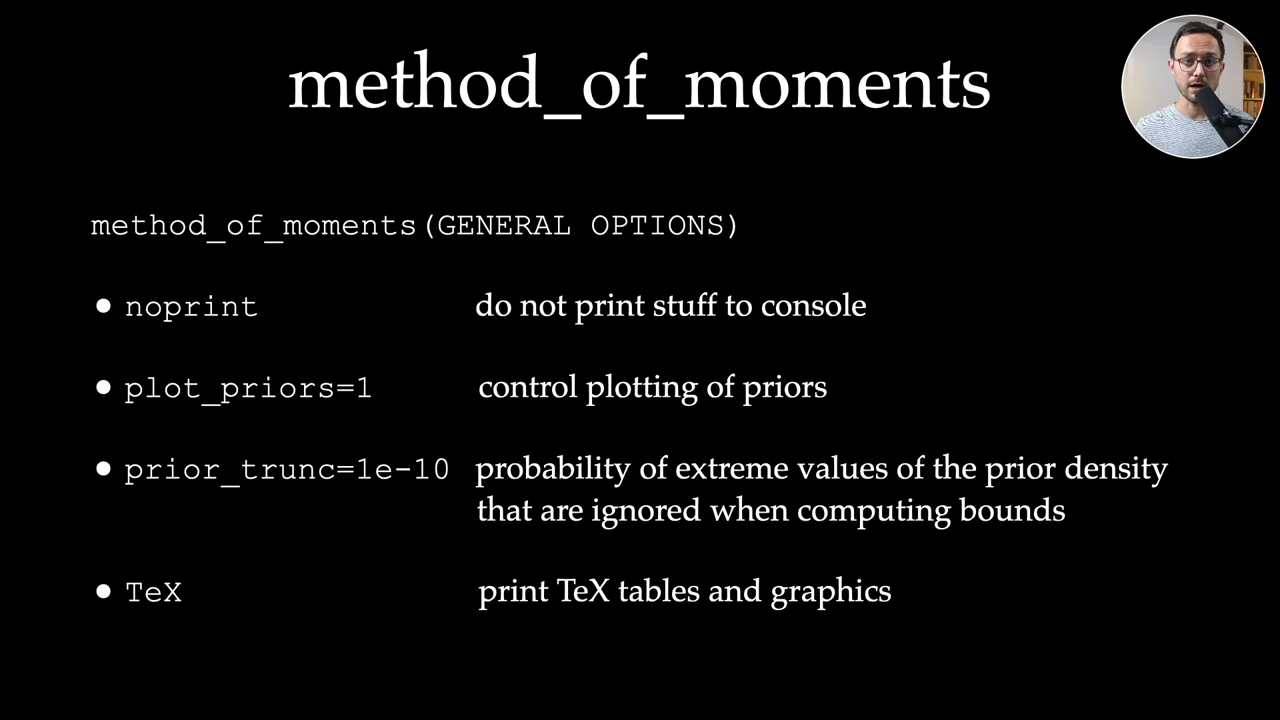 method_of_moments
method_of_moments(GENERAL OPTIONS)
• noprint do not print stuff to console
• plot_priors=1 control plotting of priors
• prior_trunc=1e-10 probability of extreme values of the prior density
that are ignored when computing bounds
• TeX print TeX tables and graphics